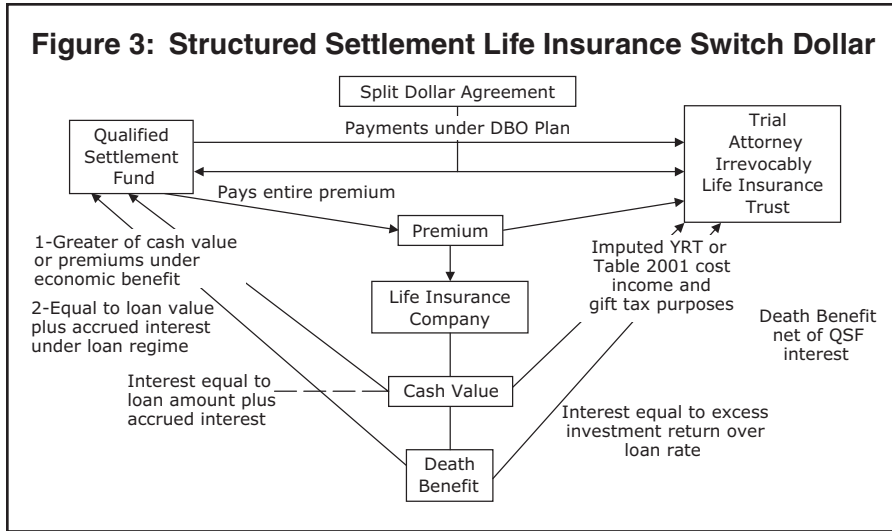 Figure 3: Structured Settlement Life Insurance Switch Dollar
Split Dollar Agreement
Qualified
Settlement
Fund
Payments under DBO Plan
Trial
Attorney
Irrevocably
Life Insurance
Trust
Pays entire premium
Premium
1-Greater of cash value
or premiums under
economic benefit
2-Equal to loan value
plus accrued interest
under loan regime
Imputed YRT or
Table 2001 cost
income and
gift tax purposes
Life Insurance
Company
Death Benefit
net of QSF
interest
Interest equal to
loan amount plus
accrued interest
Cash Value
Interest equal to excess
investment return over
loan rate
Death
Benefit